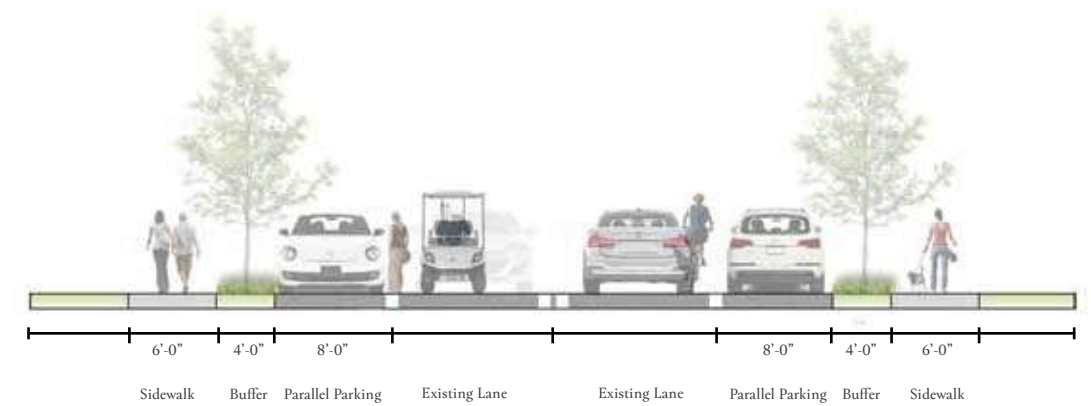 6’-0” 4’-0” 8’-0” 8’-0” 4’-0” 6’-0”
Sidewalk Buffer Parallel Parking Existing Lane Existing Lane Parallel Parking Buffer Sidewalk